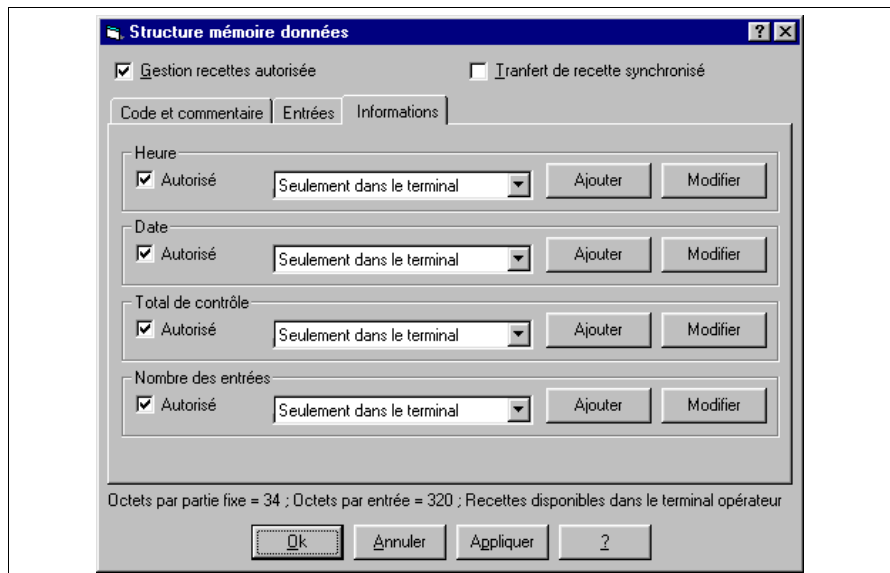 Structure mémoire données
Gestion recettes autorisée Tranfert de recette synchronisé
Code et commentaire Entrées Informations
Heure
Autorisé Seulement dans le terminal Ajouter Modifier
Date
Autorisé Seulement dans le terminal Ajouter Modifier
Total de contrôle
Autorisé Seulement dans le terminal Ajouter Modifier
Nombre des entrées
Autorisé Seulement dans le terminal Ajouter Modifier
Octets par partie fixe = 34 ; Octets par entrée = 320 ; Recettes disponibles dans le terminal opérateur
Ok Annuler Appliquer ?